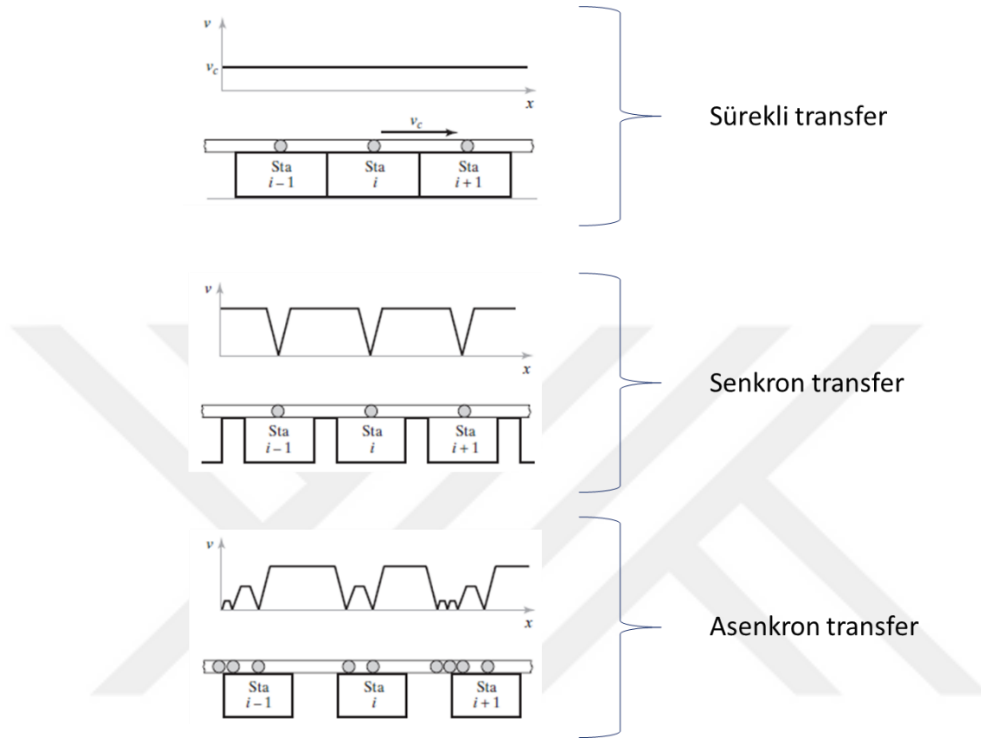 v
v_c
x
v_c
Sta
i – 1
Sta
i
Sta
i + 1
Sürekli transfer
v
x
Sta
i – 1
Sta
i
Sta
i + 1
Senkron transfer
v
x
Sta
i – 1
Sta
i
Sta
i + 1
Asenkron transfer